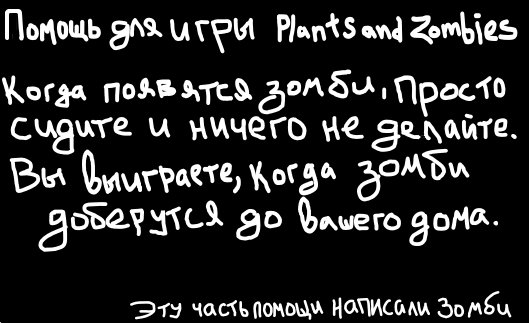 Помощь для игры Plants and Zombies
Когда появятся зомби, просто
сидите и ничего не делайте.
Вы выиграете, когда зомби
доберутся до вашего дома.
Эту часть помощи написали Зомби